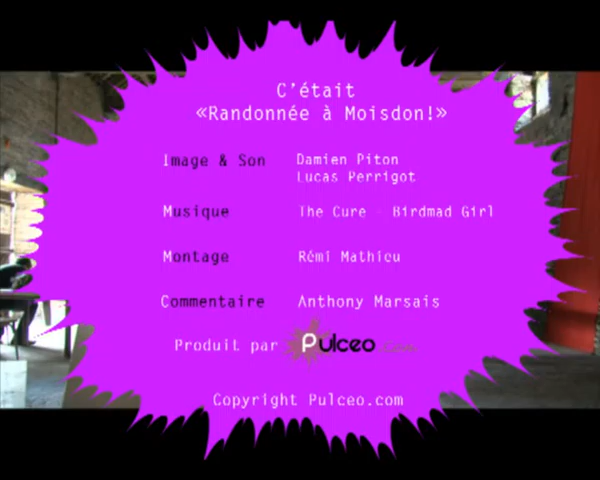 C'était
«Randonnée à Moisdon!»
Image & Son Damien Piton
Lucas Perrigot
Musique The Cure - Birdmad Girl
Montage Rémi Mathieu
Commentaire Anthony Marsais
Produit par Pulceo.com
Copyright Pulceo.com